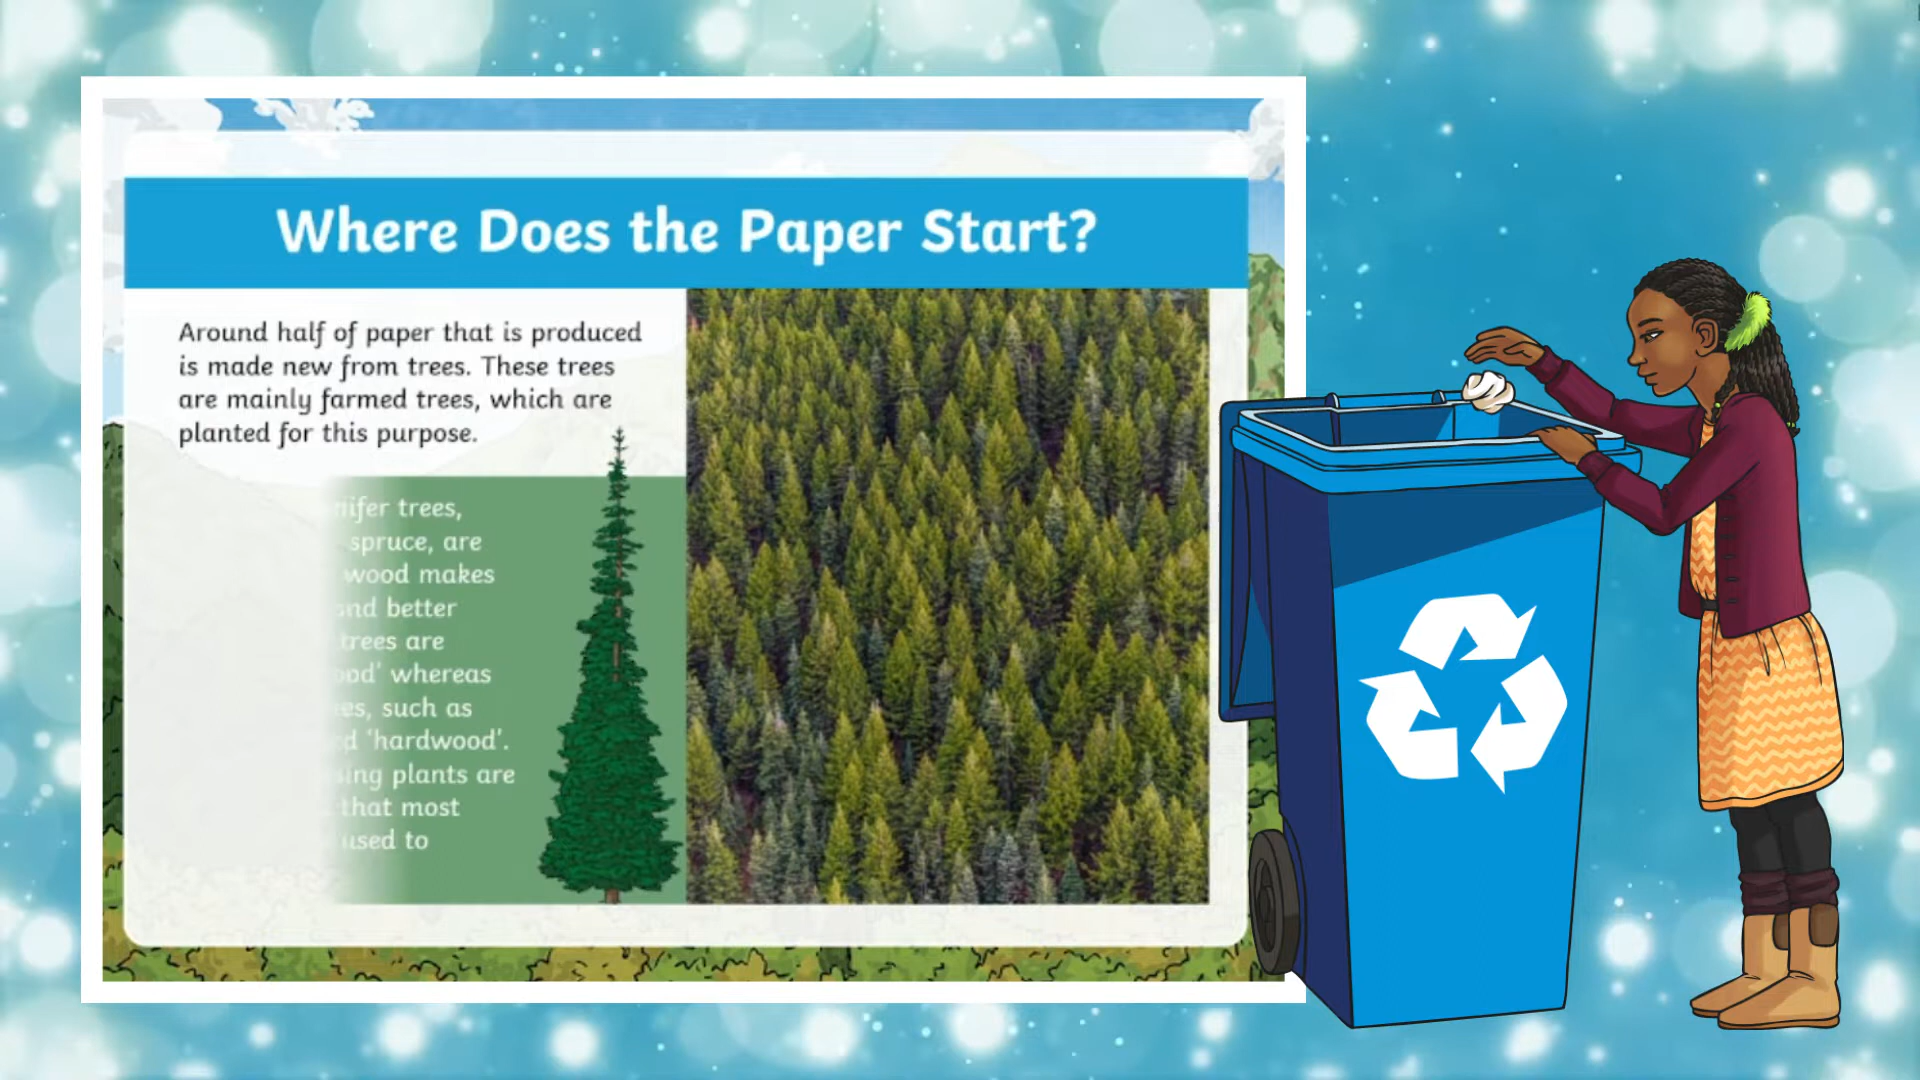 Where Does the Paper Start?
Around half of paper that is produced
is made new from trees. These trees
are mainly farmed trees, which are
planted for this purpose.
trees,
spruce, are
wood makes
and better
trees are
whereas
such as
'hardwood'.
plants are
that most
used to